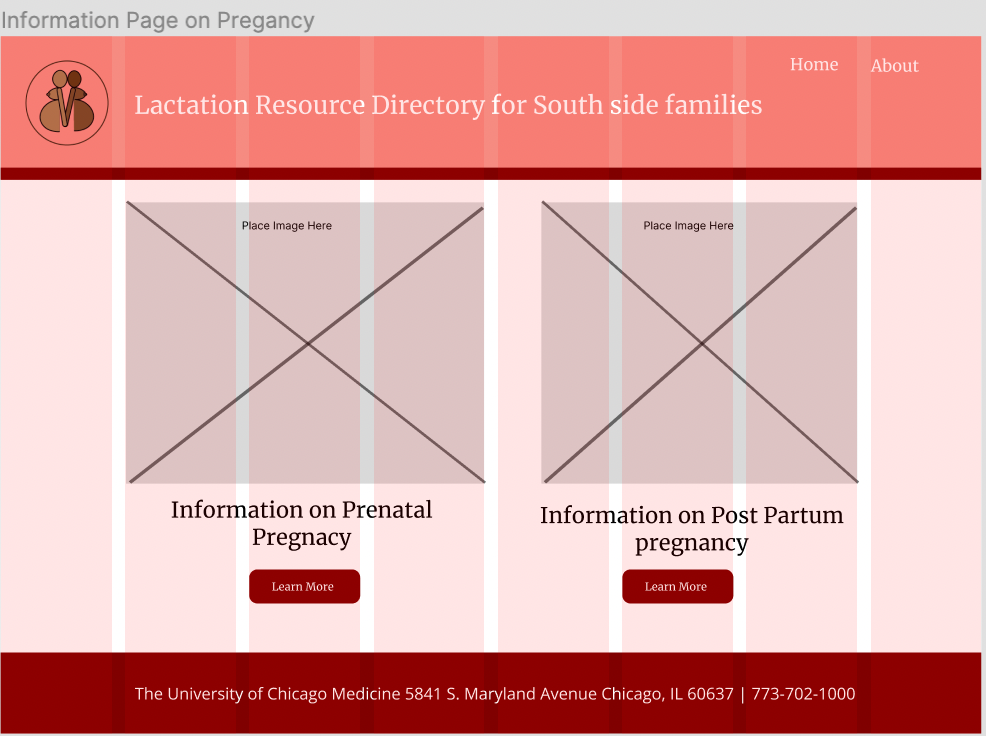 Information Page on Pregancy
Home
About
Lactation Resource Directory for South side families
Place Image Here
Place Image Here
Information on Prenatal
Pregnacy
Information on Post Partum
pregnancy
Learn More
Learn More
The University of Chicago Medicine 5841 S. Maryland Avenue Chicago, IL 60637 | 773-702-1000